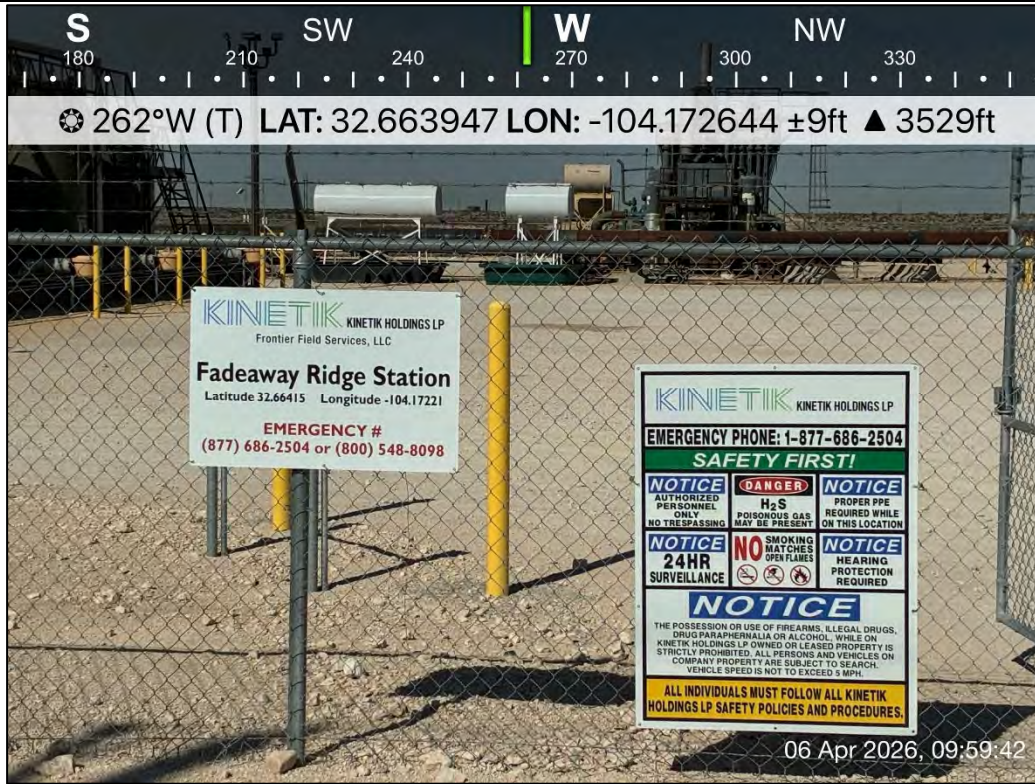 S SW W NW
180 210 240 270 300 330
262°W (T) LAT: 32.663947 LON: -104.172644 ±9ft ▲ 3529ft
KINETIK KINETIK HOLDINGS LP
Frontier Field Services, LLC
Fadeaway Ridge Station
Latitude 32.66415 Longitude -104.17221
EMERGENCY #
(877) 686-2504 or (800) 548-8098
KINETIK KINETIK HOLDINGS LP
EMERGENCY PHONE: 1-877-686-2504
SAFETY FIRST!
NOTICE
AUTHORIZED
PERSONNEL
ONLY
NO TRESPASSING
DANGER
H2S
POISONOUS GAS
MAY BE PRESENT
NOTICE
PROPER PPE
REQUIRED WHILE
ON THIS LOCATION
NOTICE
24HR
SURVEILLANCE
NO SMOKING
MATCHES
OPEN FLAMES
NOTICE
HEARING
PROTECTION
REQUIRED
NOTICE
THE POSSESSION OR USE OF FIREARMS, ILLEGAL DRUGS,
DRUG PARAPHERNALIA OR ALCOHOL, WHILE ON
KINETIK HOLDINGS LP OWNED OR LEASED PROPERTY IS
STRICTLY PROHIBITED. ALL PERSONS AND VEHICLES ON
COMPANY PROPERTY ARE SUBJECT TO SEARCH.
VEHICLE SPEED IS NOT TO EXCEED 5 MPH.
ALL INDIVIDUALS MUST FOLLOW ALL KINETIK
HOLDINGS LP SAFETY POLICIES AND PROCEDURES.
06 Apr 2026, 09:59:42